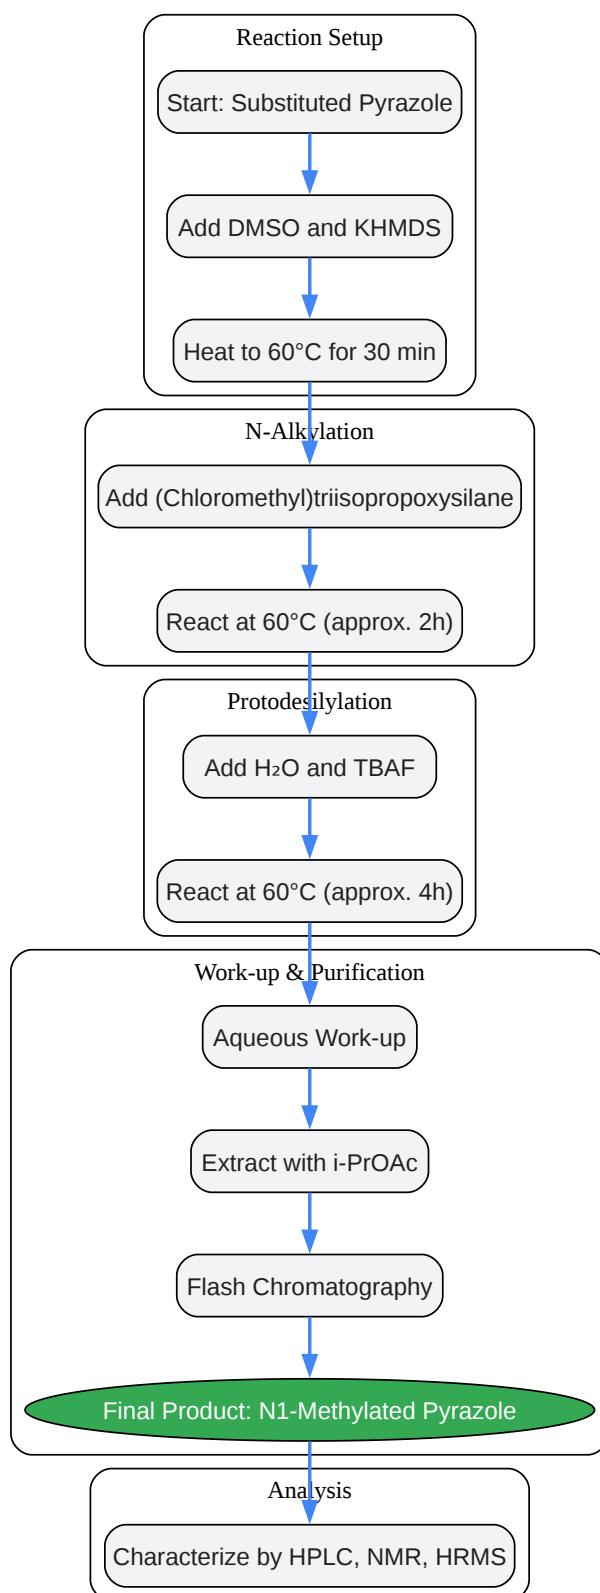 Reaction Setup
Start: Substituted Pyrazole
Add DMSO and KHMDS
Heat to 60°C for 30 min
N-Alkylation
Add (Chloromethyl)triisopropoxysilane
React at 60°C (approx. 2h)
Protodesilylation
Add H₂O and TBAF
React at 60°C (approx. 4h)
Work-up & Purification
Aqueous Work-up
Extract with i-PrOAc
Flash Chromatography
Final Product: N1-Methylated Pyrazole
Analysis
Characterize by HPLC, NMR, HRMS